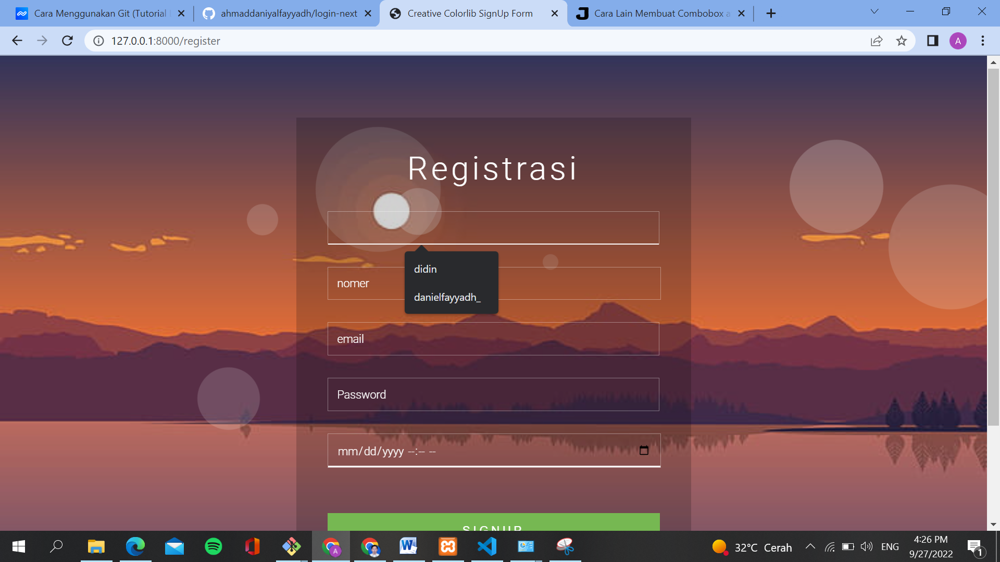 Cara Menggunakan Git (Tutorial
ahmaddaniyalfayyadh/login-next
Creative Colorlib SignUp Form
Cara Lain Membuat Combobox a
127.0.0.1:8000/register
A
Registrasi
didin
danielfayyadh_
nomer
email
Password
mm/dd/yyyy --:-- --
SIGNUP
A
32°C Cerah
ENG
4:26 PM
9/27/2022
1